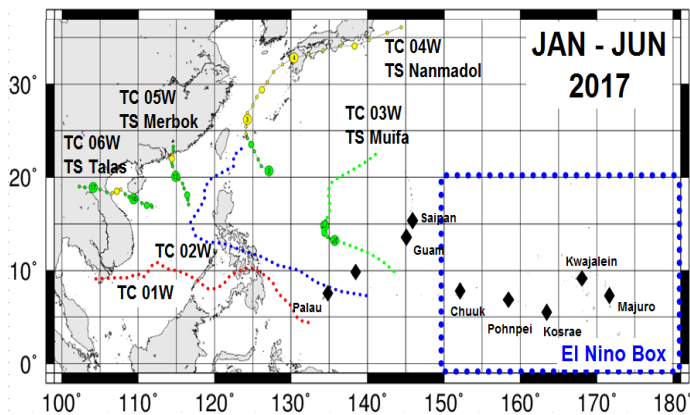 TC 04W
TS Nanmadol
JAN - JUN
2017
TC 05W
TS Merbok
TC 03W
TS Muifa
TC 06W
TS Talas
30°
20°
10°
0°
Saipan
Guam
TC 02W
TC 01W
Palau
Kwajalein
Chuuk
Majuro
Pohnpei
Kosrae
El Nino Box
100 110 120 130 140 150 160 170 180